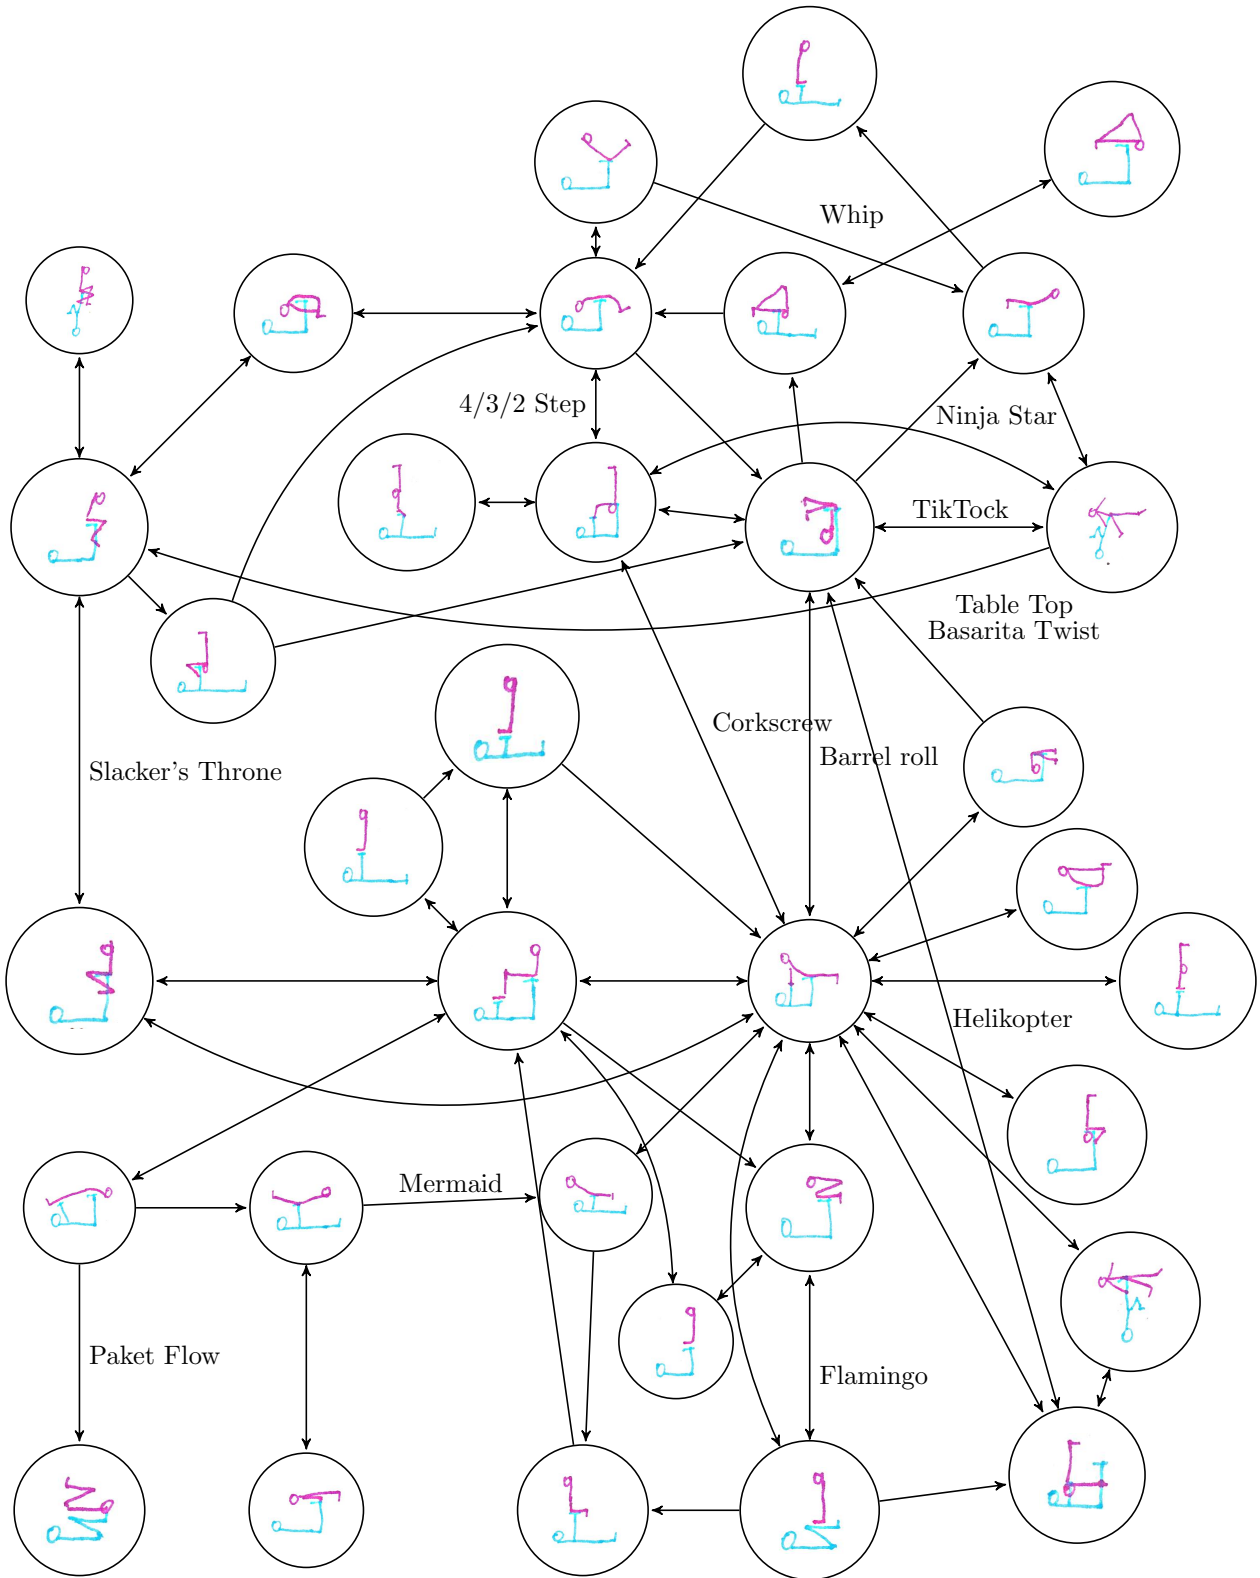 Whip
4/3/2 Step
Ninja Star
TikTock
Table Top
Basarita Twist
Corkscrew
Barrel roll
Slacker's Throne
Helikopter
Mermaid
Paket Flow
Flamingo